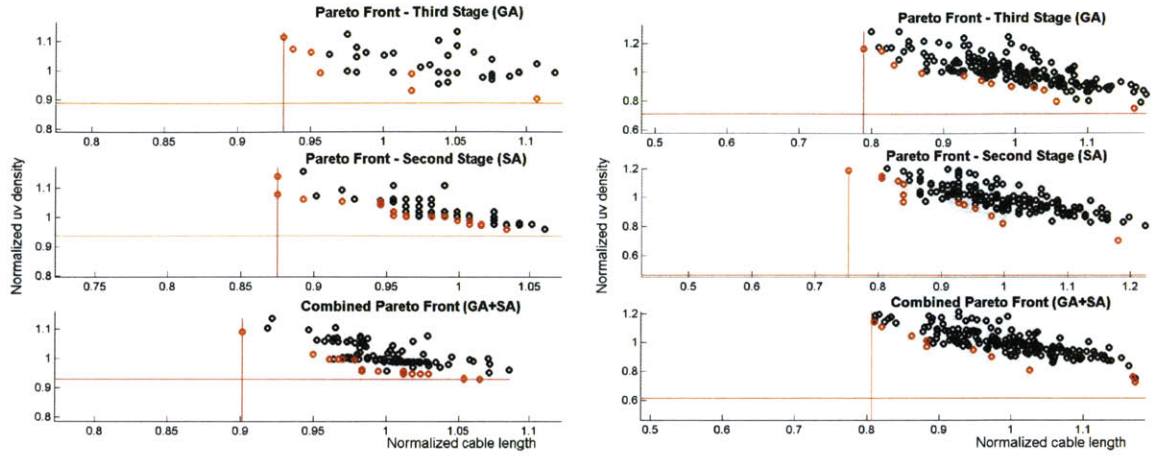 Pareto Front - Third Stage (GA)
1.1
1
0.9
0.8
0.8 0.85 0.9 0.95 1 1.05 1.1
Pareto Front - Second Stage (SA)
1.1
1
0.9
0.8
0.75 0.8 0.85 0.9 0.95 1 1.05
Combined Pareto Front (GA+SA)
1.1
1
0.9
0.8
0.8 0.85 0.9 0.95 1 1.05 1.1
Normalized cable length
Normalized uv density
Pareto Front - Third Stage (GA)
1.2
1
0.8
0.6
0.5 0.6 0.7 0.8 0.9 1 1.1
Pareto Front - Second Stage (SA)
1.2
1
0.8
0.6
0.5 0.6 0.7 0.8 0.9 1 1.1 1.2
Combined Pareto Front (GA+SA)
1.2
1
0.8
0.6
0.5 0.6 0.7 0.8 0.9 1 1.1
Normalized cable length
Normalized uv density